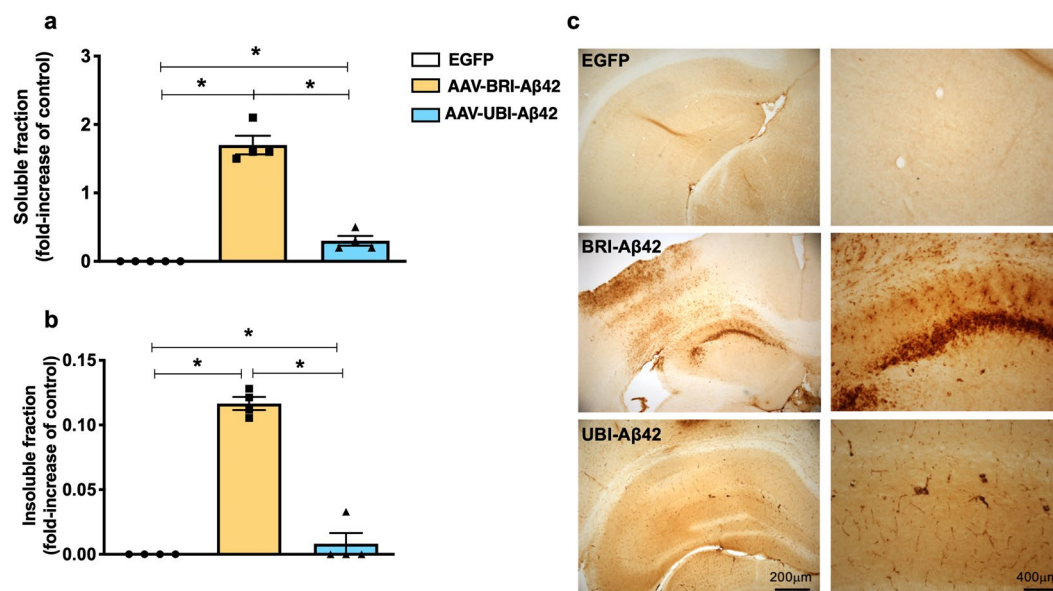 a
Soluble fraction
(fold-increase of control)
3
2
1
0
*
*
*
EGFP
AAV-BRI-Aβ42
AAV-UBI-Aβ42
b
Insoluble fraction
(fold-increase of control)
0.15
0.10
0.05
0.00
*
*
*
c
EGFP
BRI-Aβ42
UBI-Aβ42
200μm
400μm